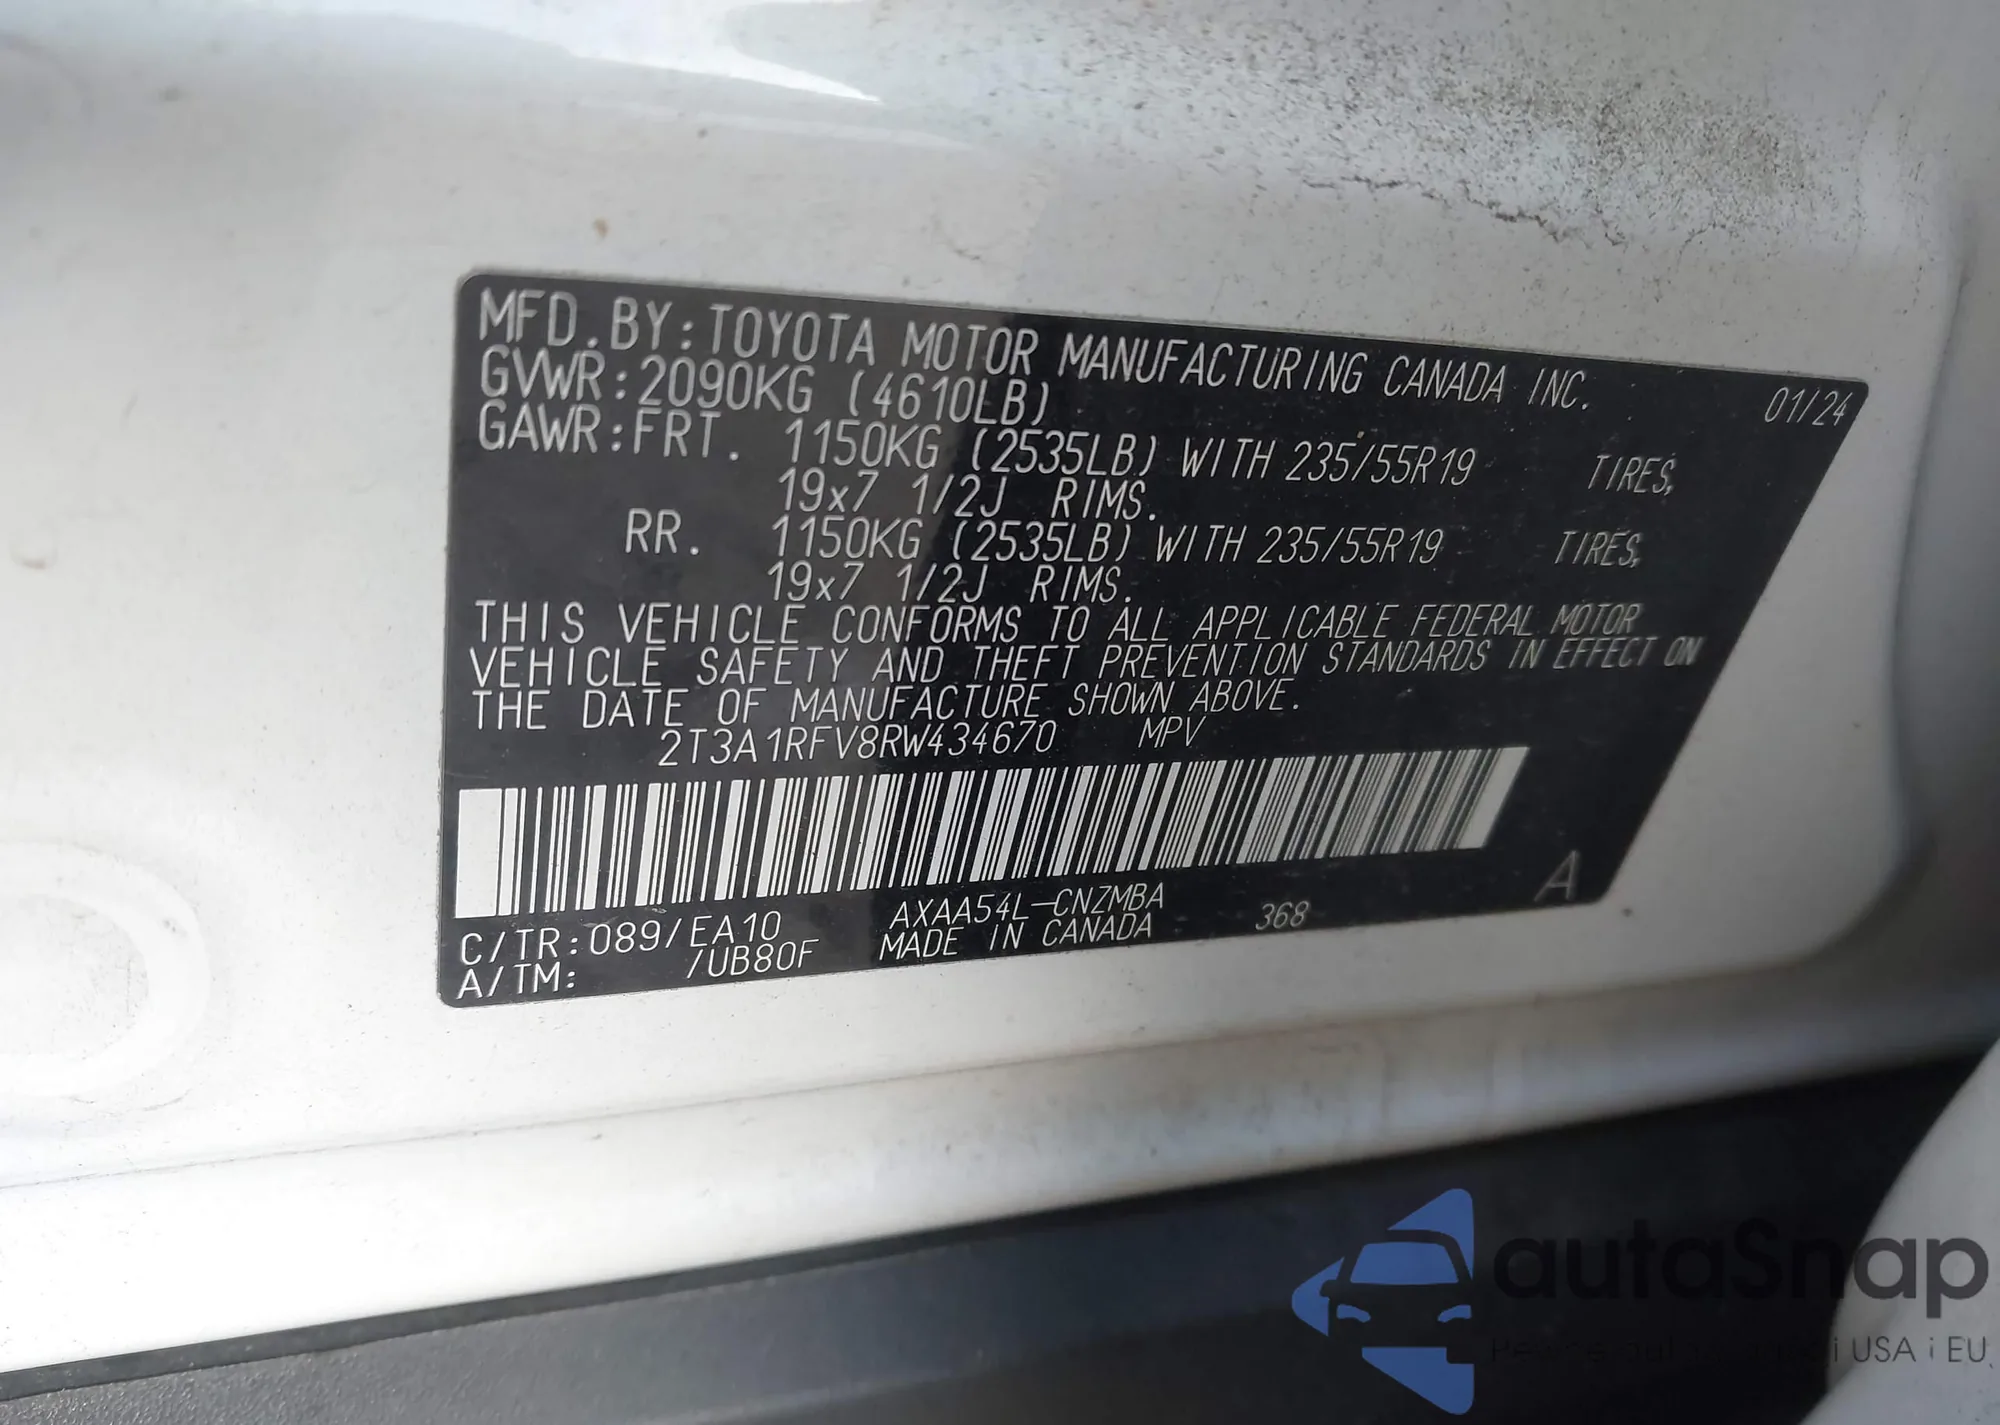 MFD.BY:TOYOTA MOTOR MANUFACTURING CANADA INC. 01/24
GVWR:2090KG (4610LB)
GAWR:FRT. 1150KG (2535LB) WITH 235/55R19 TIRES,
19x7 1/2J RIMS.
RR. 1150KG (2535LB) WITH 235/55R19 TIRES,
19x7 1/2J RIMS.
THIS VEHICLE CONFORMS TO ALL APPLICABLE FEDERAL MOTOR
VEHICLE SAFETY AND THEFT PREVENTION STANDARDS IN EFFECT ON
THE DATE OF MANUFACTURE SHOWN ABOVE.
2T3A1RFV8RW434670 MPV
A
C/TR:089/EA10 AXAA54L-CNZMBA 368
A/TM: /UB80F MADE IN CANADA
autaSnap
i USA i EU